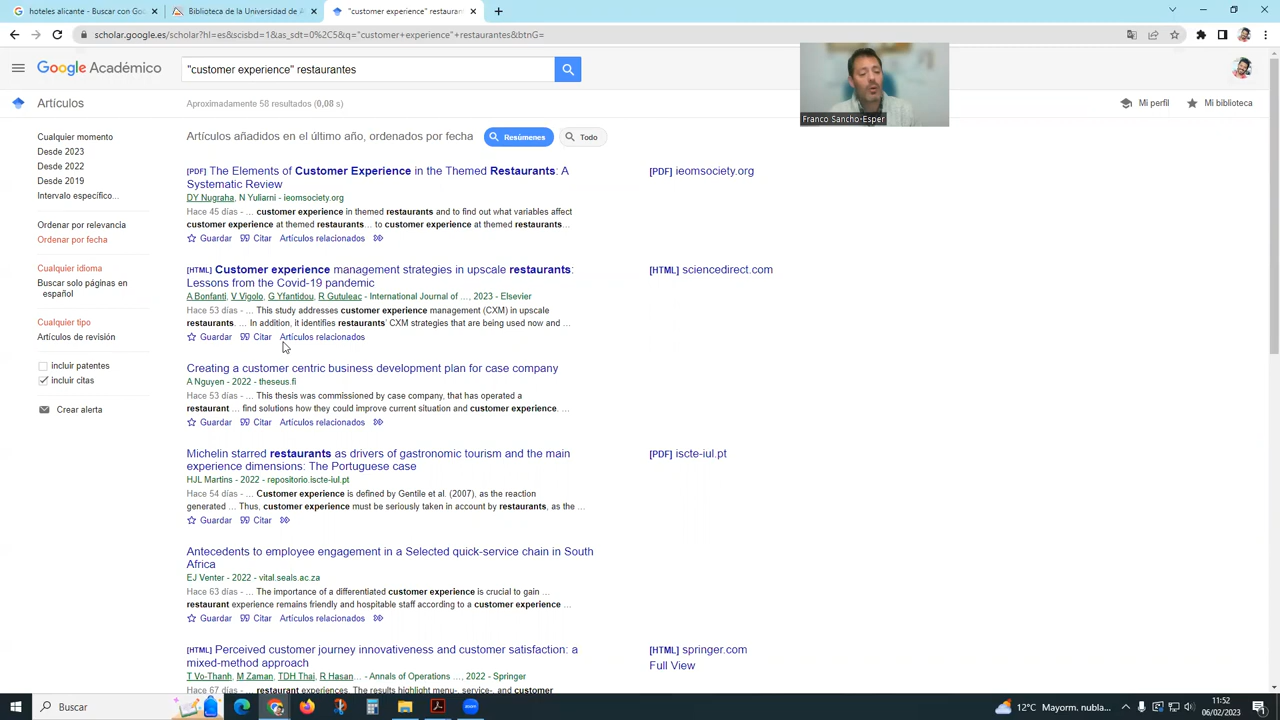 hoteles alicante - Buscar con Goo
"customer experience" - Buscar c
"customer experience" restauran
scholar.google.es/scholar?hl=es&scisbd=1&as_sdt=0%2C5&q="customer+experience"+restaurantes&btnG=
Google Académico
"customer experience" restaurantes
Franco Sancho-Esper
Artículos
Aproximadamente 58 resultados (0,08 s)
Mi perfil
Mi biblioteca
Cualquier momento
Desde 2023
Desde 2022
Desde 2019
Intervalo específico...
Ordenar por relevancia
Ordenar por fecha
Cualquier idioma
Buscar solo páginas en
español
Cualquier tipo
Artículos de revisión
incluir patentes
incluir citas
Crear alerta
Artículos añadidos en el último año, ordenados por fecha
Resúmenes
Todo
[PDF] The Elements of Customer Experience in the Themed Restaurants: A
Systematic Review
DY Nugraha, N Yuliarni - ieomsociety.org
Hace 45 días - ... customer experience in themed restaurants and to find out what variables affect
customer experience at themed restaurants... to customer experience at themed restaurants...
Guardar Citar Artículos relacionados
[PDF] ieomsociety.org
[HTML] Customer experience management strategies in upscale restaurants:
Lessons from the Covid-19 pandemic
A Bonfanti, V Vigolo, G Yfantidou, R Gutuleac - International Journal of ..., 2023 - Elsevier
Hace 53 días - ... This study addresses customer experience management (CXM) in upscale
restaurants. ... In addition, it identifies restaurants' CXM strategies that are being used now and ...
Guardar Citar Artículos relacionados
[HTML] sciencedirect.com
Creating a customer centric business development plan for case company
A Nguyen - 2022 - theseus.fi
Hace 53 días - ... This thesis was commissioned by case company, that has operated a
restaurant ... find solutions how they could improve current situation and customer experience. ...
Guardar Citar Artículos relacionados
Michelin starred restaurants as drivers of gastronomic tourism and the main
experience dimensions: The Portuguese case
HJL Martins - 2022 - repositorio.iscte-iul.pt
Hace 54 días - ... Customer experience is defined by Gentile et al. (2007), as the reaction
generated ... Thus, customer experience must be seriously taken in account by restaurants, as the ...
Guardar Citar
[PDF] iscte-iul.pt
Antecedents to employee engagement in a Selected quick-service chain in South
Africa
EJ Venter - 2022 - vital.seals.ac.za
Hace 63 días - ... The importance of a differentiated customer experience is crucial to gain ...
restaurant experience remains friendly and hospitable staff according to a customer experience ...
Guardar Citar Artículos relacionados
[HTML] Perceived customer journey innovativeness and customer satisfaction: a
mixed-method approach
T Vo-Thanh, M Zaman, TDH Thai, R Hasan... - Annals of Operations ..., 2022 - Springer
Hace 67 días - ... restaurant experiences. The results highlight menu-, service-, and customer
[HTML] springer.com
Full View
Buscar
12°C Mayorm. nubla...
11:52
06/02/2023